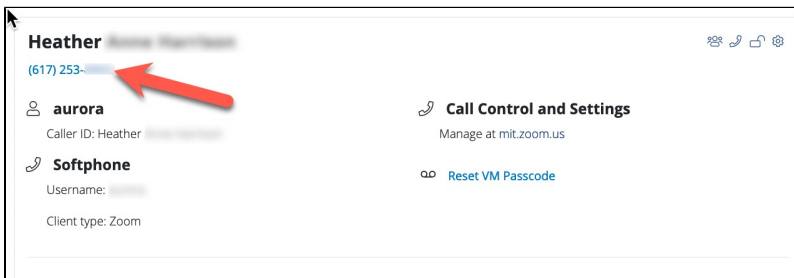 Heather
(617) 253-
aurora
Caller ID: Heather
Softphone
Username:
Client type: Zoom
Call Control and Settings
Manage at mit.zoom.us
Reset VM Passcode